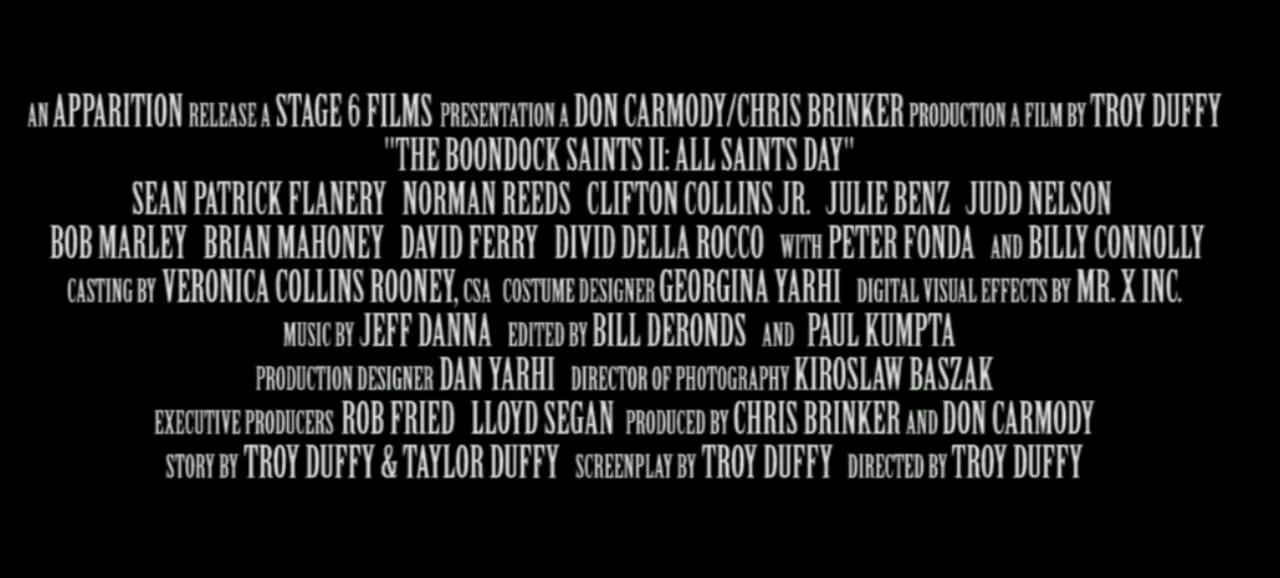 AN APPARITION RELEASE A STAGE 6 FILMS PRESENTATION A DON CARMODY/CHRIS BRINKER PRODUCTION A FILM BY TROY DUFFY
"THE BOONDOCK SAINTS II: ALL SAINTS DAY"
SEAN PATRICK FLANERY NORMAN REEDS CLIFTON COLLINS JR. JULIE BENZ JUDD NELSON
BOB MARLEY BRIAN MAHONEY DAVID FERRY DIVID DELLA ROCCO WITH PETER FONDA AND BILLY CONNOLLY
CASTING BY VERONICA COLLINS ROONEY, CSA COSTUME DESIGNER GEORGINA YARHI DIGITAL VISUAL EFFECTS BY MR. X INC.
MUSIC BY JEFF DANNA EDITED BY BILL DERONDS AND PAUL KUMPTA
PRODUCTION DESIGNER DAN YARHI DIRECTOR OF PHOTOGRAPHY KIROSLAW BASZAK
EXECUTIVE PRODUCERS ROB FRIED LLOYD SEGAN PRODUCED BY CHRIS BRINKER AND DON CARMODY
STORY BY TROY DUFFY & TAYLOR DUFFY SCREENPLAY BY TROY DUFFY DIRECTED BY TROY DUFFY